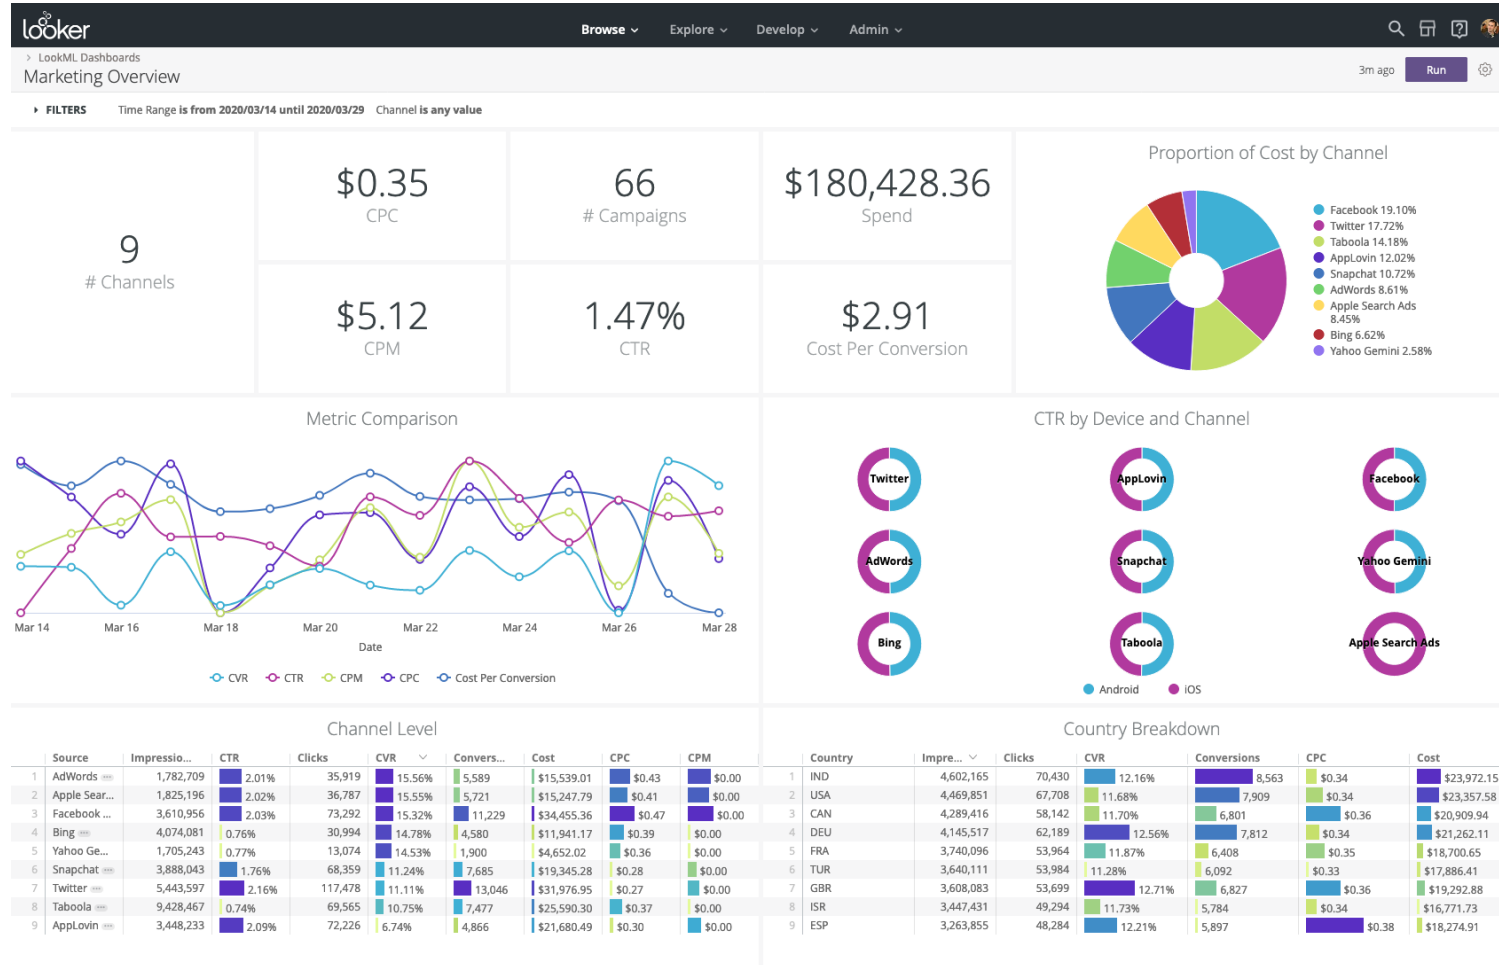 looker
Browse Explore Develop Admin
LookML Dashboards
Marketing Overview
3m ago Run
FILTERS Time Range is from 2020/03/14 until 2020/03/29 Channel is any value
9
# Channels
$0.35
CPC
66
# Campaigns
$180,428.36
Spend
$5.12
CPM
1.47%
CTR
$2.91
Cost Per Conversion
Proportion of Cost by Channel
Facebook 19.10%
Twitter 17.72%
Taboola 14.18%
AppLovin 12.02%
Snapchat 10.72%
AdWords 8.61%
Apple Search Ads
8.45%
Bing 6.62%
Yahoo Gemini 2.58%
Metric Comparison
Mar 14 Mar 16 Mar 18 Mar 20 Mar 22 Mar 24 Mar 26 Mar 28
Date
CVR CTR CPM CPC Cost Per Conversion
CTR by Device and Channel
Twitter AppLovin Facebook
AdWords Snapchat Yahoo Gemini
Bing Taboola Apple Search Ads
Android iOS
Channel Level
Source Impressio... CTR Clicks CVR Convers... Cost CPC CPM
1 AdWords 1,782,709 2.01% 35,919 15.56% 5,589 $15,539.01 $0.43 $0.00
2 Apple Sear... 1,825,196 2.02% 36,787 15.55% 5,721 $15,247.79 $0.41 $0.00
3 Facebook ... 3,610,956 2.03% 73,292 15.32% 11,229 $34,455.36 $0.47 $0.00
4 Bing 4,074,081 0.76% 30,994 14.78% 4,580 $11,941.17 $0.39 $0.00
5 Yahoo Ge... 1,705,243 0.77% 13,074 14.53% 1,900 $4,652.02 $0.36 $0.00
6 Snapchat 3,888,043 1.76% 68,359 11.24% 7,685 $19,345.28 $0.28 $0.00
7 Twitter 5,443,597 2.16% 117,478 11.11% 13,046 $31,976.95 $0.27 $0.00
8 Taboola 9,428,467 0.74% 69,565 10.75% 7,477 $25,590.30 $0.37 $0.00
9 AppLovin 3,448,233 2.09% 72,226 6.74% 4,866 $21,680.49 $0.30 $0.00
Country Breakdown
Country Impre... Clicks CVR Conversions CPC Cost
1 IND 4,602,165 70,430 12.16% 8,563 $0.34 $23,972.15
2 USA 4,469,851 67,708 11.68% 7,909 $0.34 $23,357.58
3 CAN 4,289,416 58,142 11.70% 6,801 $0.36 $20,909.94
4 DEU 4,145,517 62,189 12.56% 7,812 $0.34 $21,262.11
5 FRA 3,740,096 53,964 11.87% 6,408 $0.35 $18,700.65
6 TUR 3,640,111 53,984 11.28% 6,092 $0.33 $17,886.41
7 GBR 3,608,083 53,699 12.71% 6,827 $0.36 $19,292.88
8 ISR 3,447,431 49,294 11.73% 5,784 $0.34 $16,771.73
9 ESP 3,263,855 48,284 12.21% 5,897 $0.38 $18,274.91